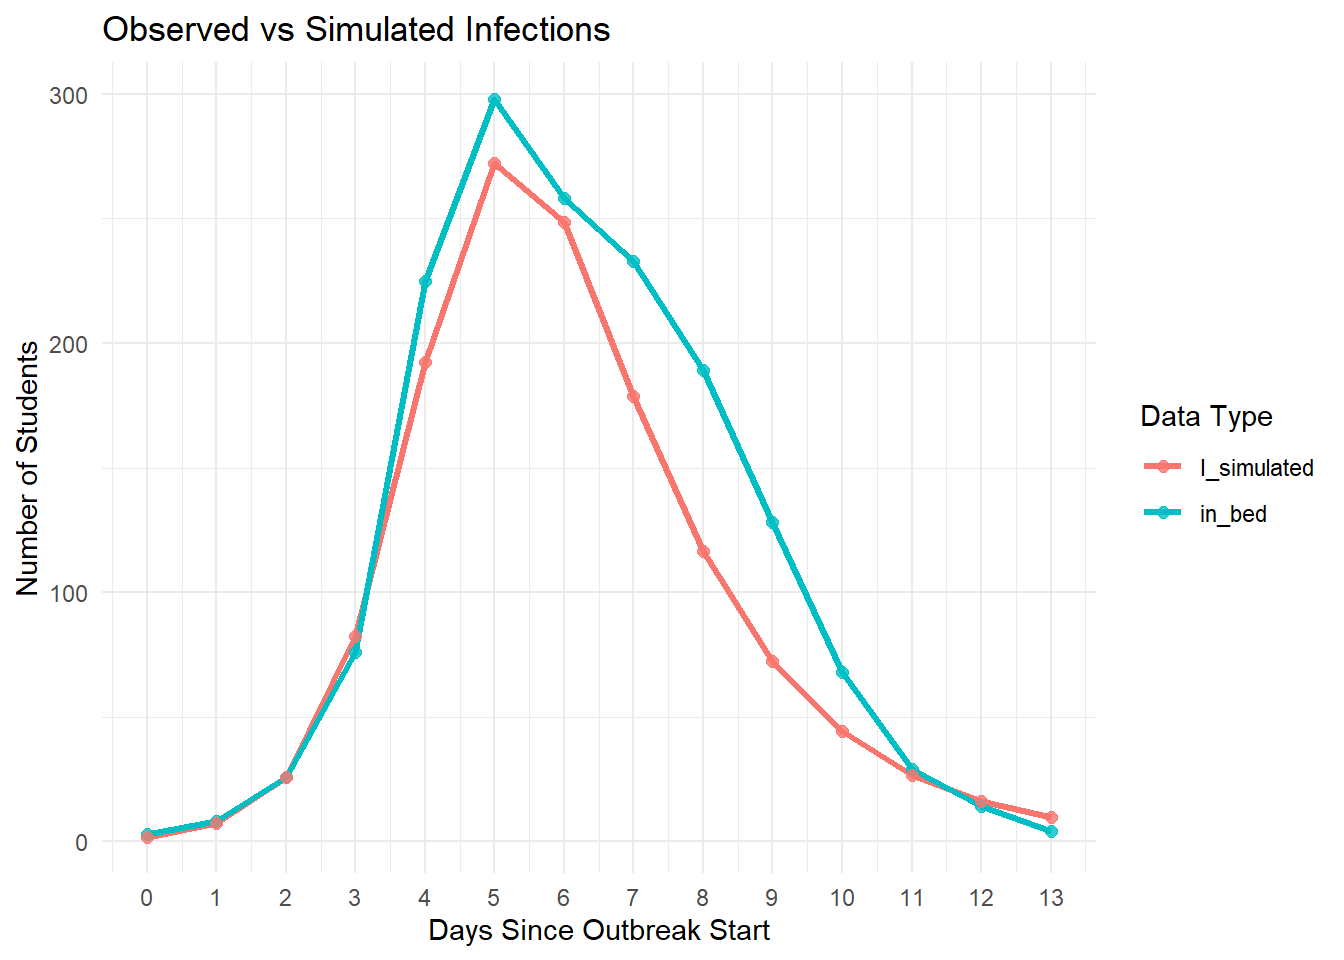 Observed vs Simulated Infections
300
200
100
0
0 1 2 3 4 5 6 7 8 9 10 11 12 13
Number of Students
Days Since Outbreak Start
Data Type
I_simulated
in_bed